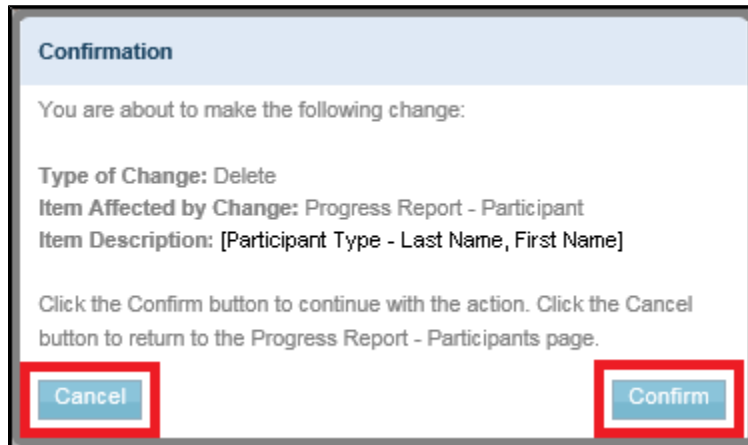 Confirmation
You are about to make the following change:
Type of Change: Delete
Item Affected by Change: Progress Report - Participant
Item Description: [Participant Type - Last Name, First Name]
Click the Confirm button to continue with the action. Click the Cancel
button to return to the Progress Report - Participants page.
Cancel
Confirm